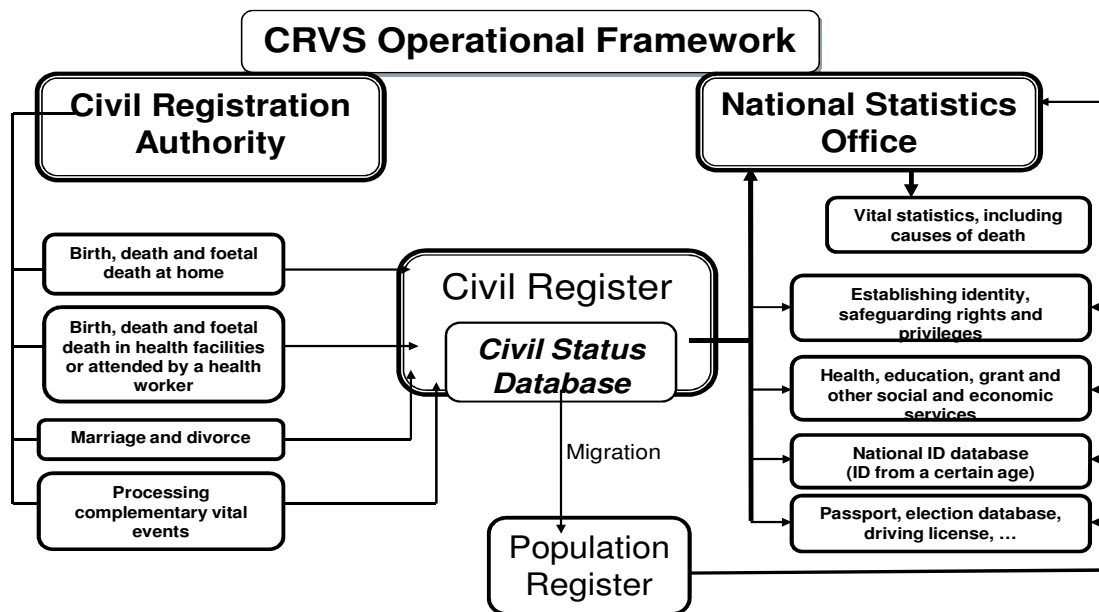 CRVS Operational Framework
Civil Registration
Authority
National Statistics
Office
Vital statistics, including
causes of death
Birth, death and foetal
death at home
Birth, death and foetal
death in health facilities
or attended by a health
worker
Marriage and divorce
Processing
complementary vital
events
Civil Register
Civil Status
Database
Migration
Population
Register
Establishing identity,
safeguarding rights and
privileges
Health, education, grant and
other social and economic
services
National ID database
(ID from a certain age)
Passport, election database,
driving license, …